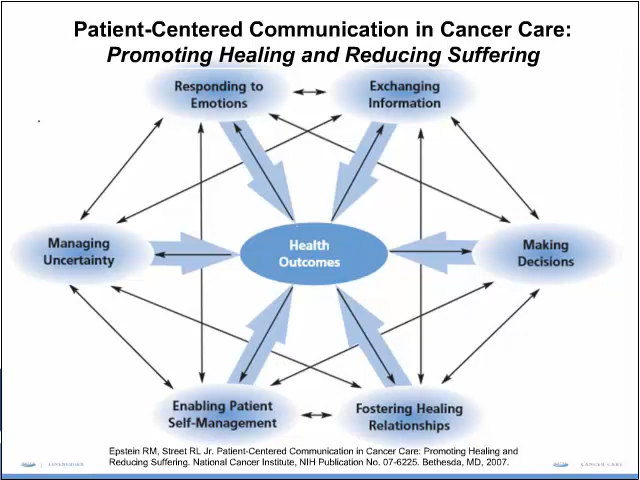 Patient-Centered Communication in Cancer Care:
Promoting Healing and Reducing Suffering
Responding to
Emotions
Exchanging
Information
Managing
Uncertainty
Health
Outcomes
Making
Decisions
Enabling Patient
Self-Management
Fostering Healing
Relationships
Epstein RM, Street RL Jr. Patient-Centered Communication in Cancer Care: Promoting Healing and
Reducing Suffering. National Cancer Institute, NIH Publication No. 07-6225. Bethesda, MD, 2007.
CANCER CARE